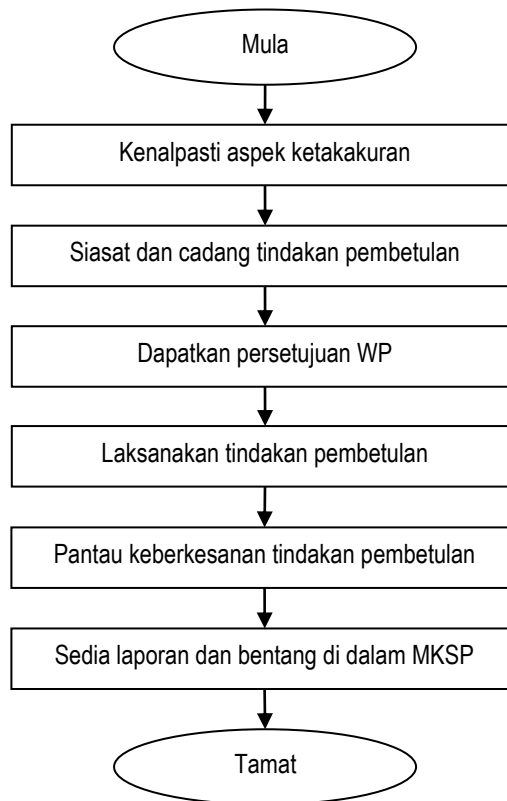 Mula
Kenalpasti aspek ketakakuran
Siasat dan cadang tindakan pembetulan
Dapatkan persetujuan WP
Laksanakan tindakan pembetulan
Pantau keberkesanan tindakan pembetulan
Sedia laporan dan bentang di dalam MKSP
Tamat